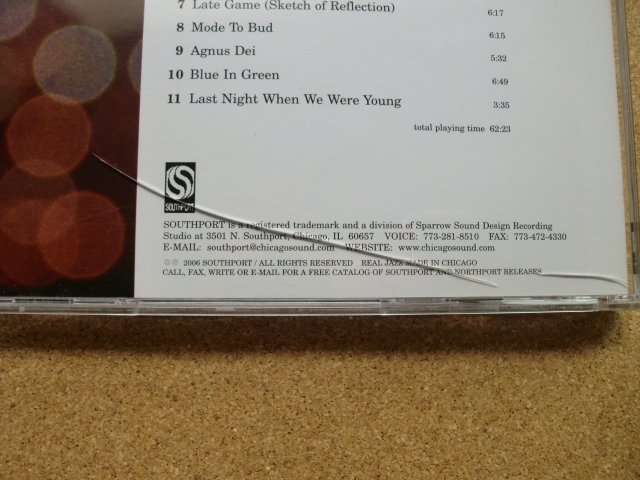 7 Late Game (Sketch of Reflection) 6:17
8 Mode To Bud 6:15
9 Agnus Dei 5:32
10 Blue In Green 6:49
11 Last Night When We Were Young 3:35
total playing time 62:23
SOUTHPORT
SOUTHPORT is a registered trademark and a division of Sparrow Sound Design Recording
Studio at 3501 N. Southport, Chicago, IL 60657 VOICE: 773-281-8510 FAX: 773-472-4330
E-MAIL: southport@chicagosound.com WEBSITE: www.chicagosound.com
©℗ 2006 SOUTHPORT / ALL RIGHTS RESERVED REAL JAZZ MADE IN CHICAGO
CALL, FAX, WRITE OR E-MAIL FOR A FREE CATALOG OF SOUTHPORT AND NORTHPORT RELEASES